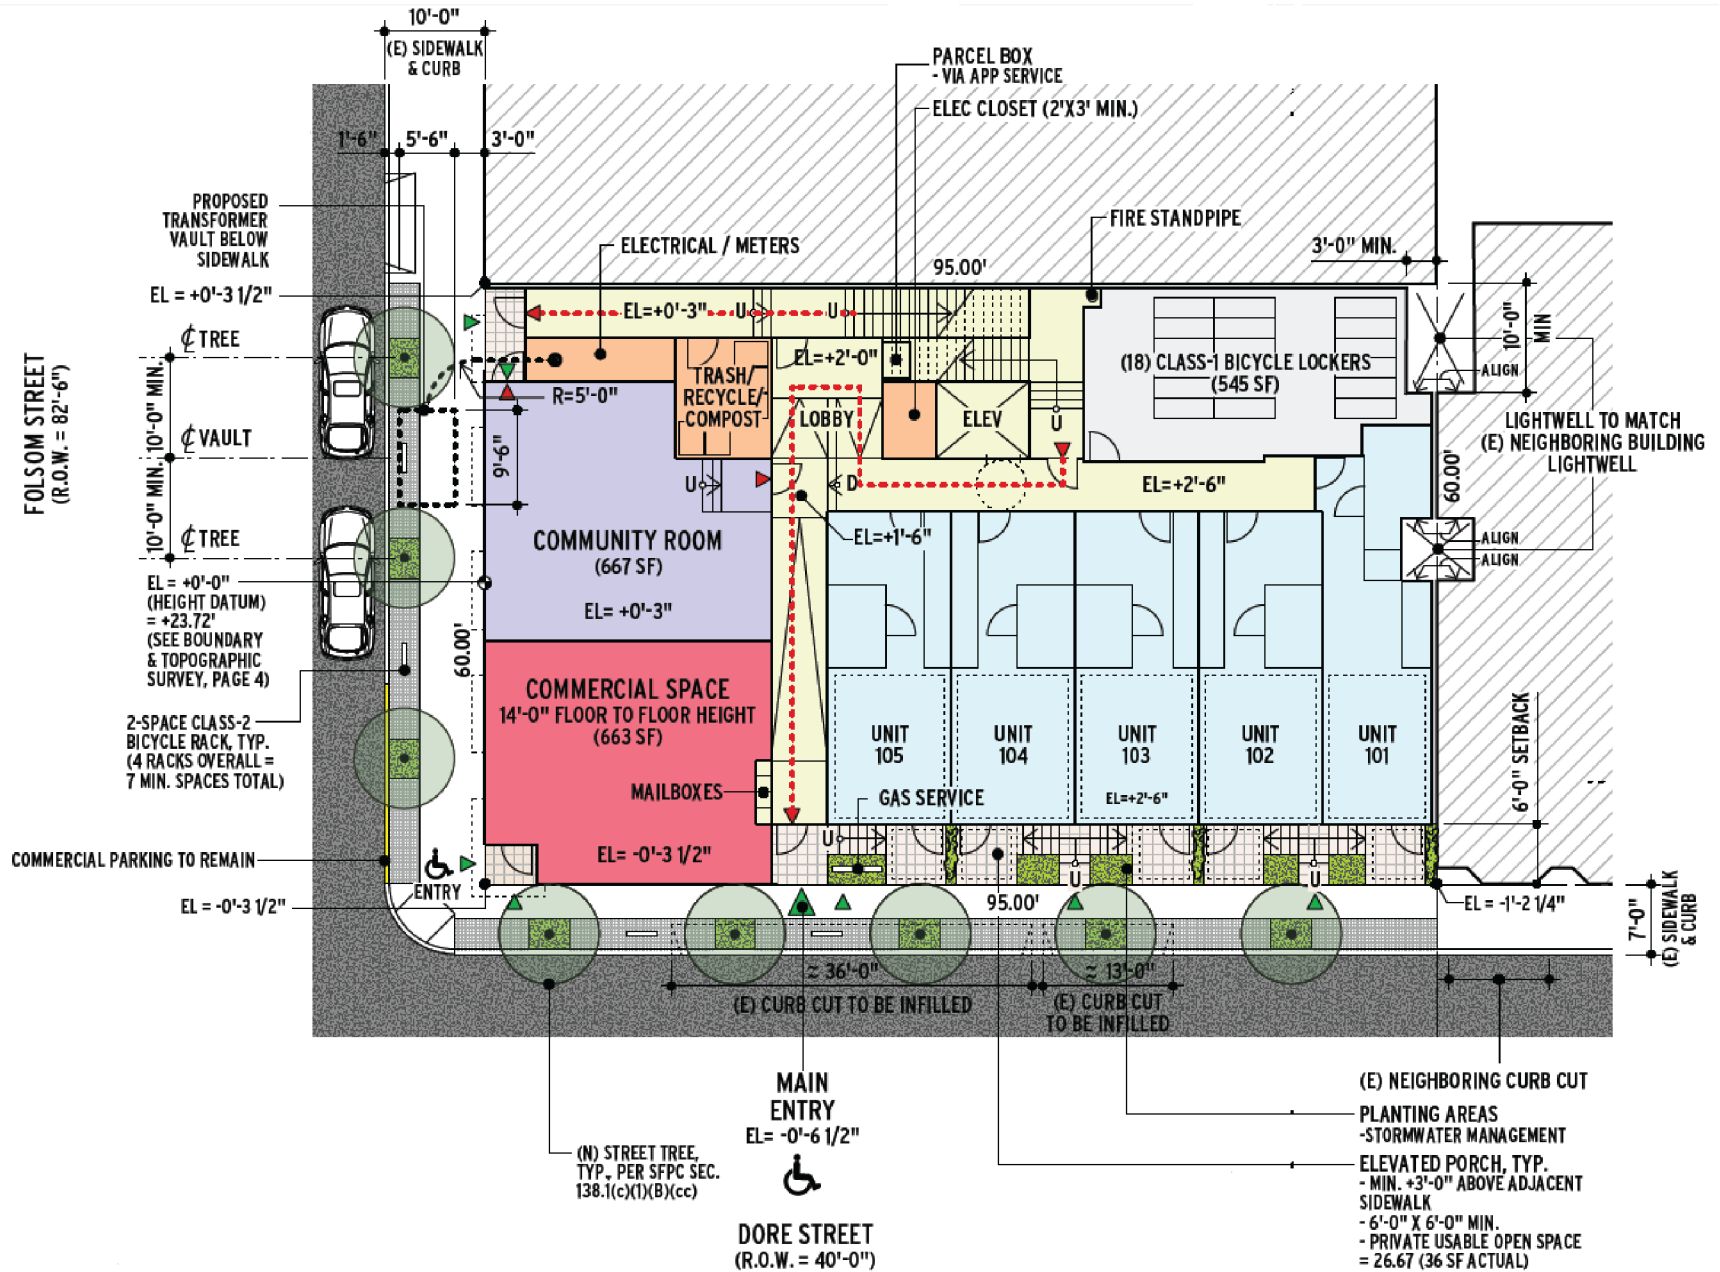 10'-0"
(E) SIDEWALK
& CURB
PARCEL BOX
- VIA APP SERVICE
ELEC CLOSET (2'X3' MIN.)
1'-6"
5'-6"
3'-0"
PROPOSED
TRANSFORMER
VAULT BELOW
SIDEWALK
ELECTRICAL / METERS
FIRE STANDPIPE
3'-0" MIN.
95.00'
EL = +0'-3 1/2"
EL=+0'-3"
U
U
10'-0"
MIN
℄ TREE
EL=+2'-0"
(18) CLASS-1 BICYCLE LOCKERS
(545 SF)
ALIGN
TRASH/
RECYCLE/
COMPOST
R=5'-0"
LOBBY
ELEV
U
LIGHTWELL TO MATCH
(E) NEIGHBORING BUILDING
LIGHTWELL
FOLSOM STREET
(R.O.W. = 82'-6")
10'-0" MIN.
℄ VAULT
9'-6"
10'-0" MIN.
U
D
EL=+2'-6"
60.00'
℄ TREE
COMMUNITY ROOM
(667 SF)
EL=+1'-6"
ALIGN
ALIGN
EL = +0'-0"
(HEIGHT DATUM)
= +23.72'
(SEE BOUNDARY
& TOPOGRAPHIC
SURVEY, PAGE 4)
EL= +0'-3"
60.00'
COMMERCIAL SPACE
14'-0" FLOOR TO FLOOR HEIGHT
(663 SF)
2-SPACE CLASS-2
BICYCLE RACK, TYP.
(4 RACKS OVERALL =
7 MIN. SPACES TOTAL)
UNIT
105
UNIT
104
UNIT
103
UNIT
102
UNIT
101
6'-0" SETBACK
MAILBOXES
GAS SERVICE
EL=+2'-6"
COMMERCIAL PARKING TO REMAIN
EL= -0'-3 1/2"
U
ENTRY
U
U
EL = -0'-3 1/2"
95.00'
EL = -1'-2 1/4"
7'-0"
(E) SIDEWALK
& CURB
≈ 36'-0"
(E) CURB CUT TO BE INFILLED
≈ 13'-0"
(E) CURB CUT
TO BE INFILLED
MAIN
ENTRY
EL= -0'-6 1/2"
(E) NEIGHBORING CURB CUT
PLANTING AREAS
-STORMWATER MANAGEMENT
(N) STREET TREE,
TYP., PER SFPC SEC.
138.1(c)(1)(B)(cc)
ELEVATED PORCH, TYP.
- MIN. +3'-0" ABOVE ADJACENT
SIDEWALK
- 6'-0" X 6'-0" MIN.
- PRIVATE USABLE OPEN SPACE
= 26.67 (36 SF ACTUAL)
DORE STREET
(R.O.W. = 40'-0")